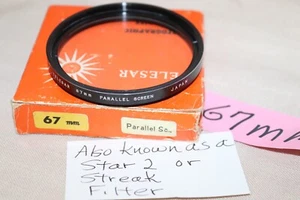 67mm PARALLEL SCREEN
JAPAN
ELESAR
67 mm
Parallel Sc.
67mm
Also known as a
Star 2 or
Streak
Filter